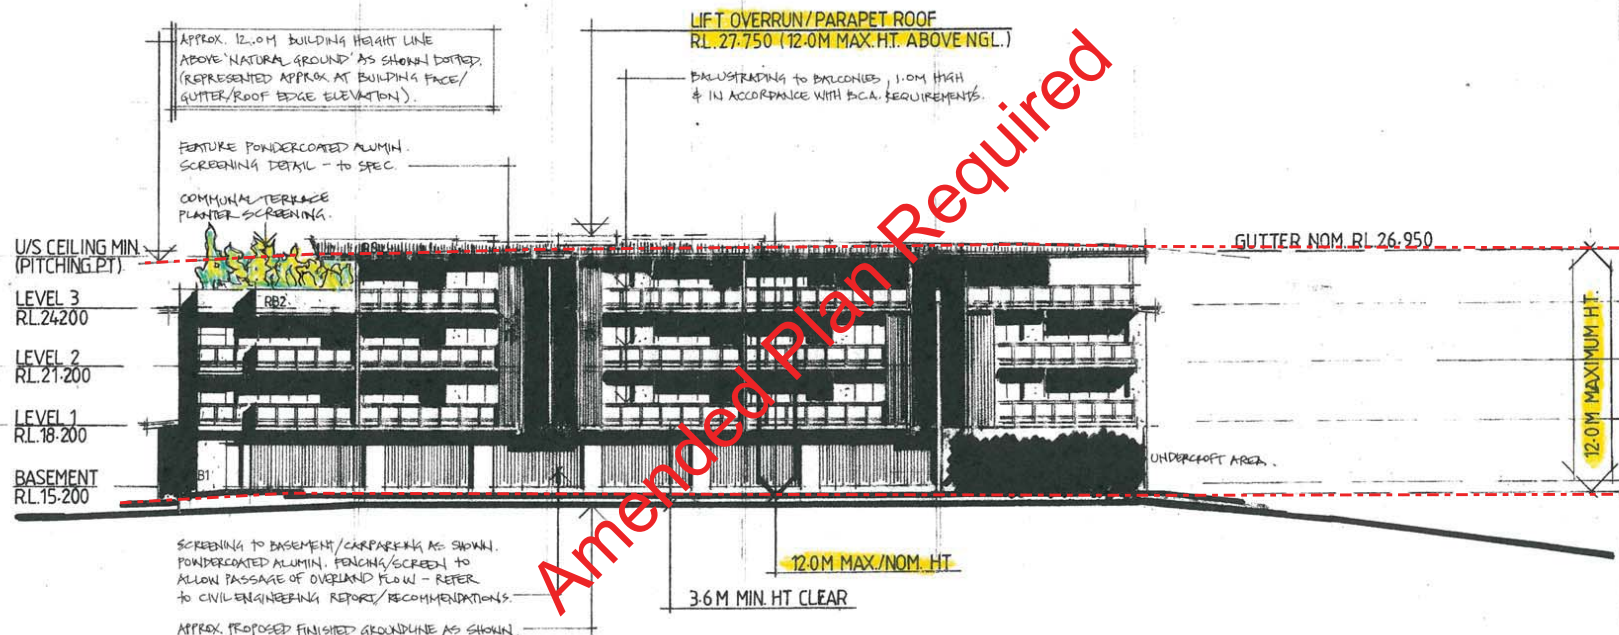 APPROX. 12.0M BUILDING HEIGHT LINE
ABOVE 'NATURAL GROUND' AS SHOWN DOTTED.
(REPRESENTED APPROX. AT BUILDING FACE/
GUTTER/ROOF EDGE ELEVATION).
LIFT OVERRUN/PARAPET ROOF
RL.27.750 (12.0M MAX.HT. ABOVE NGL.)
BALUSTRADING to BALCONIES, 1.0M HIGH
& IN ACCORDANCE WITH B.C.A. REQUIREMENTS.
FEATURE POWDERCOATED ALUMIN.
SCREENING DETAIL - to SPEC.
COMMUNAL TERRACE
PLANTER SCREENING.
Amended Plan Required
U/S CEILING MIN.
(PITCHING.PT)
GUTTER NOM. RL 26.950
LEVEL 3
RL.24200
RB2
LEVEL 2
RL.21.200
LEVEL 1
RL.18.200
BASEMENT
RL.15.200
B1
UNDERCROFT AREA.
12.0M MAXIMUM HT.
SCREENING TO BASEMENT/CARPARKING AS SHOWN.
POWDERCOATED ALUMIN. FENCING/SCREEN to
ALLOW PASSAGE OF OVERLAND FLOW - REFER
to CIVIL ENGINEERING REPORT/RECOMMENDATIONS.
12.0M MAX./NOM. HT
3.6 M MIN. HT CLEAR
APPROX. PROPOSED FINISHED GROUNDLINE AS SHOWN.